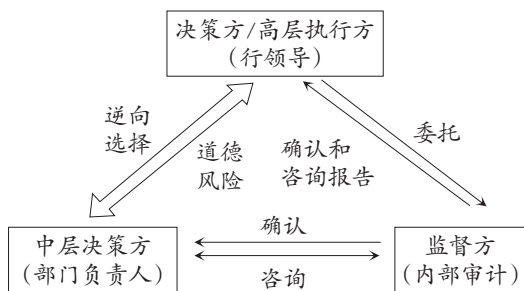 决策方/高层执行方
(行领导)
逆向
选择
道德
风险
确认和
咨询报告
委托
中层决策方
(部门负责人)
确认
咨询
监督方
(内部审计)